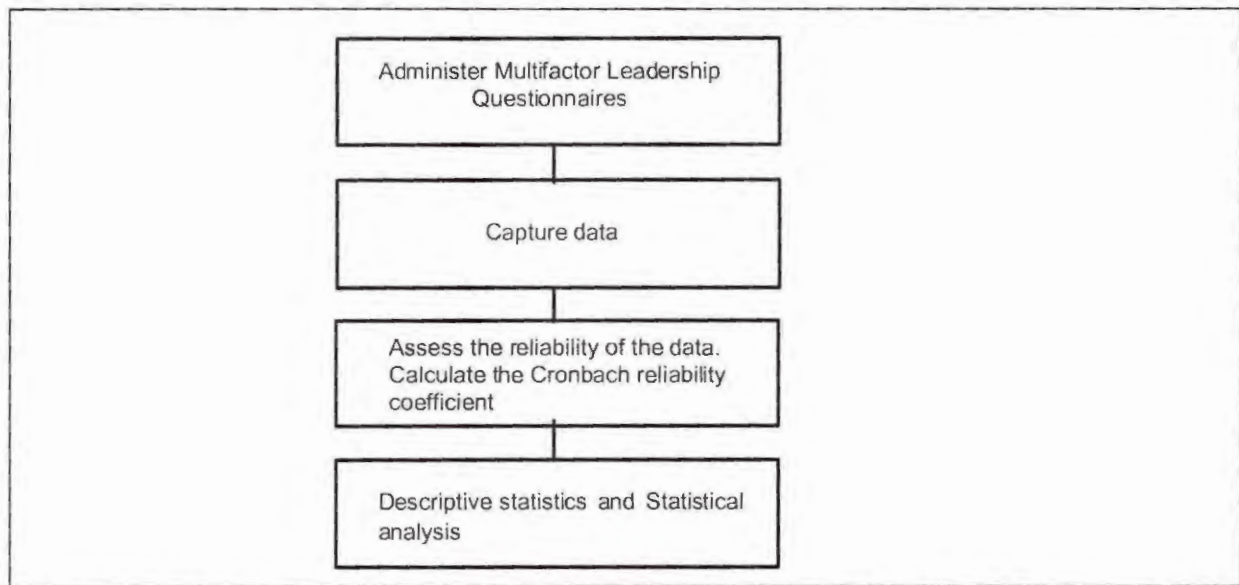 Administer Multifactor Leadership
Questionnaires
Capture data
Assess the reliability of the data.
Calculate the Cronbach reliability
coefficient
Descriptive statistics and Statistical
analysis